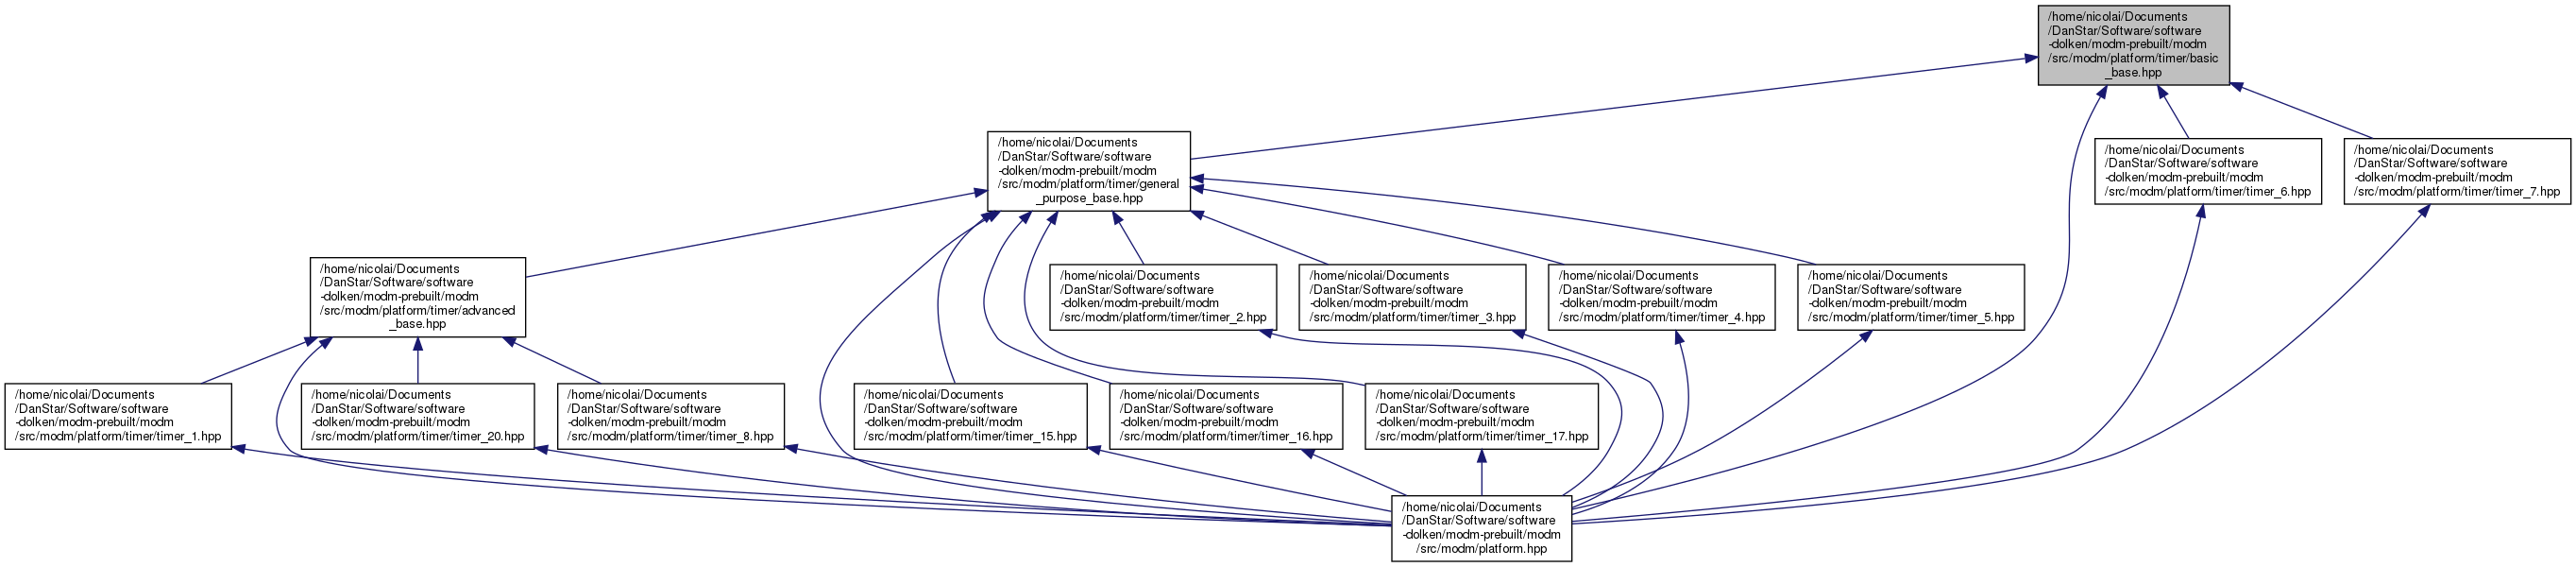 /home/nicolai/Documents
/DanStar/Software/software
-dolken/modm-prebuilt/modm
/src/modm/platform/timer/basic
_base.hpp
/home/nicolai/Documents
/DanStar/Software/software
-dolken/modm-prebuilt/modm
/src/modm/platform/timer/general
_purpose_base.hpp
/home/nicolai/Documents
/DanStar/Software/software
-dolken/modm-prebuilt/modm
/src/modm/platform/timer/timer_6.hpp
/home/nicolai/Documents
/DanStar/Software/software
-dolken/modm-prebuilt/modm
/src/modm/platform/timer/timer_7.hpp
/home/nicolai/Documents
/DanStar/Software/software
-dolken/modm-prebuilt/modm
/src/modm/platform/timer/advanced
_base.hpp
/home/nicolai/Documents
/DanStar/Software/software
-dolken/modm-prebuilt/modm
/src/modm/platform/timer/timer_2.hpp
/home/nicolai/Documents
/DanStar/Software/software
-dolken/modm-prebuilt/modm
/src/modm/platform/timer/timer_3.hpp
/home/nicolai/Documents
/DanStar/Software/software
-dolken/modm-prebuilt/modm
/src/modm/platform/timer/timer_4.hpp
/home/nicolai/Documents
/DanStar/Software/software
-dolken/modm-prebuilt/modm
/src/modm/platform/timer/timer_5.hpp
/home/nicolai/Documents
/DanStar/Software/software
-dolken/modm-prebuilt/modm
/src/modm/platform/timer/timer_1.hpp
/home/nicolai/Documents
/DanStar/Software/software
-dolken/modm-prebuilt/modm
/src/modm/platform/timer/timer_20.hpp
/home/nicolai/Documents
/DanStar/Software/software
-dolken/modm-prebuilt/modm
/src/modm/platform/timer/timer_8.hpp
/home/nicolai/Documents
/DanStar/Software/software
-dolken/modm-prebuilt/modm
/src/modm/platform/timer/timer_15.hpp
/home/nicolai/Documents
/DanStar/Software/software
-dolken/modm-prebuilt/modm
/src/modm/platform/timer/timer_16.hpp
/home/nicolai/Documents
/DanStar/Software/software
-dolken/modm-prebuilt/modm
/src/modm/platform/timer/timer_17.hpp
/home/nicolai/Documents
/DanStar/Software/software
-dolken/modm-prebuilt/modm
/src/modm/platform.hpp